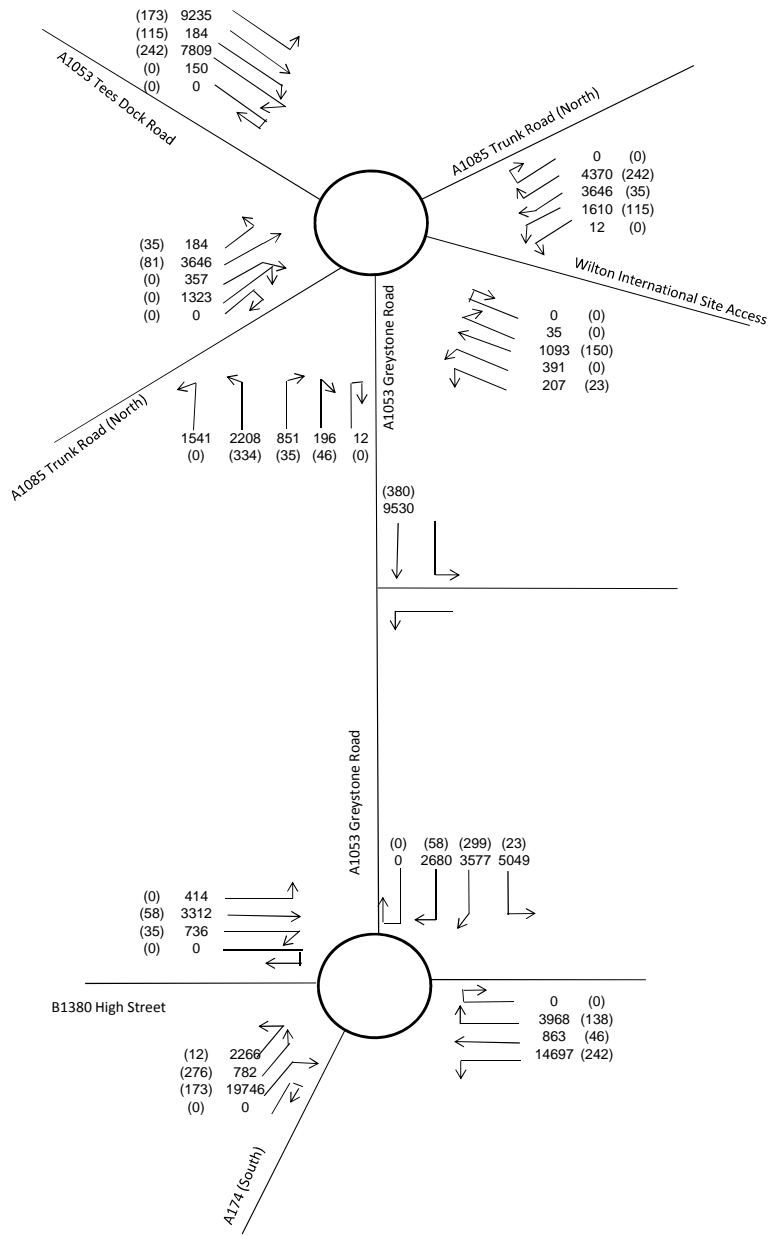 (173) 9235
(115) 184
(242) 7809
(0) 150
(0) 0
A1053 Tees Dock Road
A1085 Trunk Road (North)
0 (0)
4370 (242)
3646 (35)
1610 (115)
12 (0)
Wilton International Site Access
(35) 184
(81) 3646
(0) 357
(0) 1323
(0) 0
0 (0)
35 (0)
1093 (150)
391 (0)
207 (23)
A1085 Trunk Road (North)
A1053 Greystone Road
1541 2208 851 196 12
(0) (334) (35) (46) (0)
(380)
9530
A1053 Greystone Road
(0) (58) (299) (23)
0 2680 3577 5049
(0) 414
(58) 3312
(35) 736
(0) 0
B1380 High Street
0 (0)
3968 (138)
863 (46)
14697 (242)
(12) 2266
(276) 782
(173) 19746
(0) 0
A174 (South)